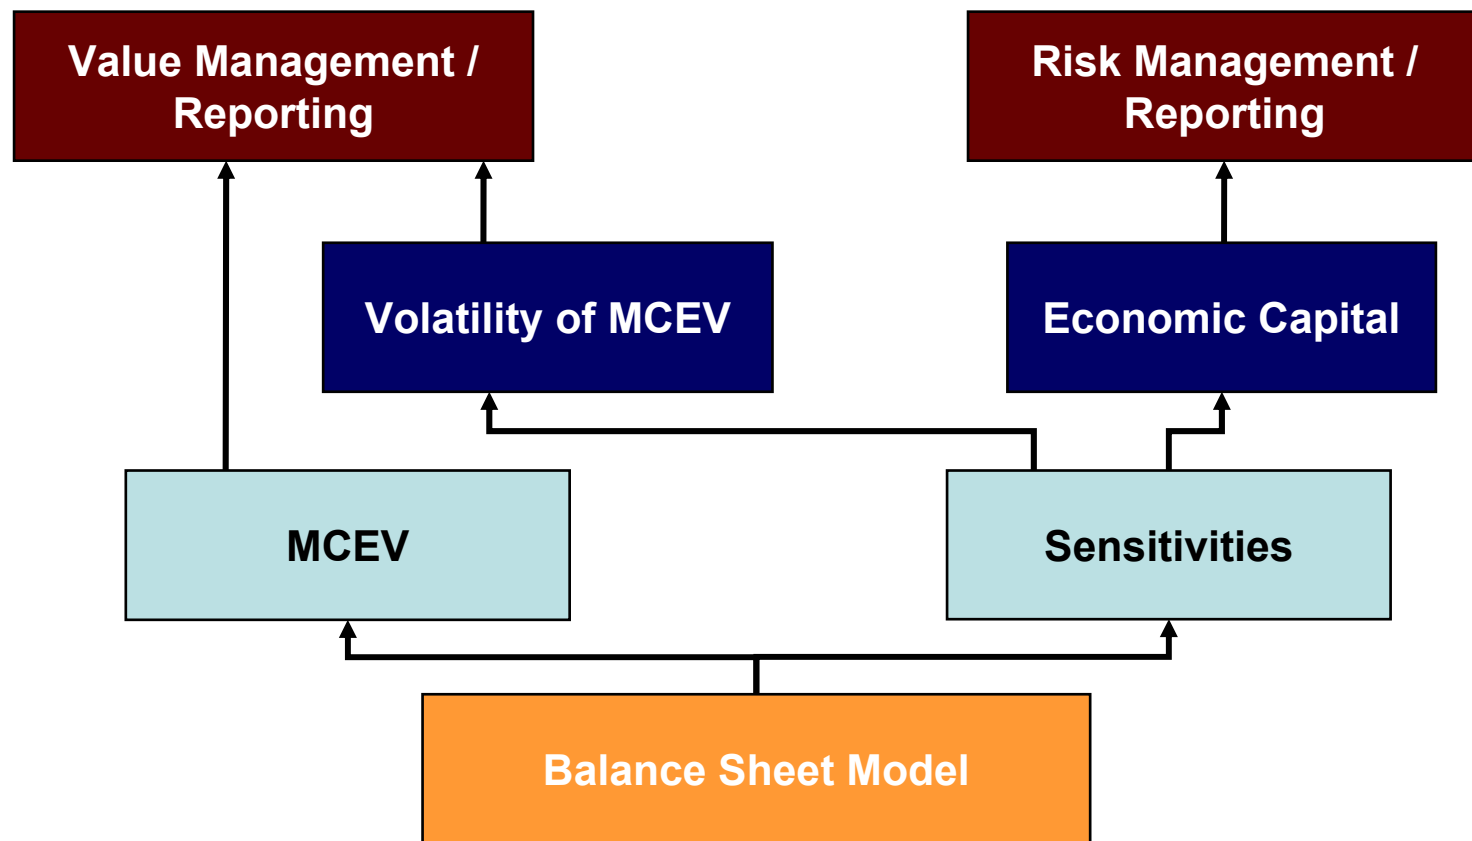 Value Management /
Reporting
Risk Management /
Reporting
Volatility of MCEV
Economic Capital
MCEV
Sensitivities
Balance Sheet Model